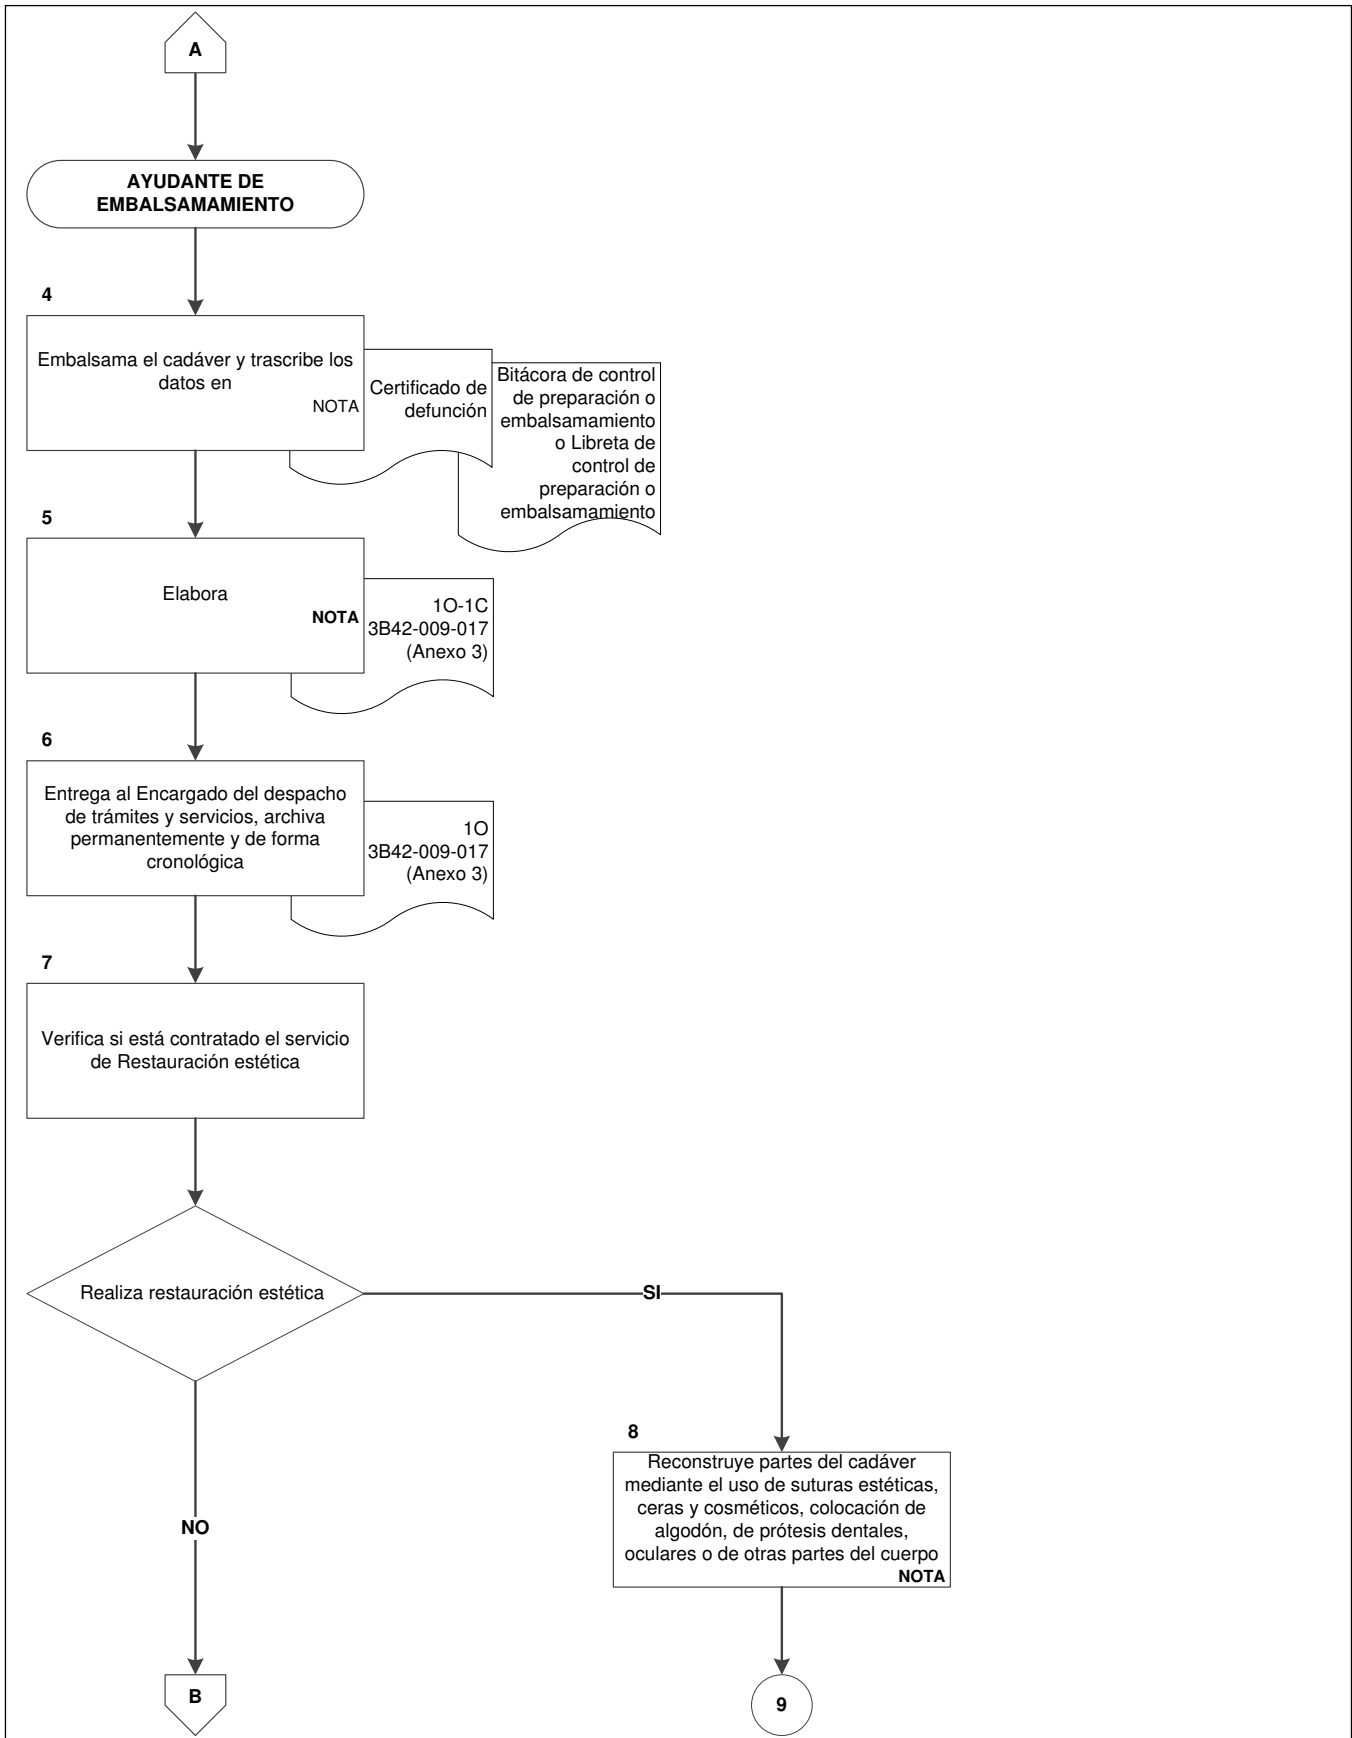 A
AYUDANTE DE
EMBALSAMAMIENTO
4
Embalsama el cadáver y trascribe los
datos en
NOTA
Certificado de
defunción
Bitácora de control
de preparación o
embalsamamiento
o Libreta de
control de
preparación o
embalsamamiento
5
Elabora
NOTA
1O-1C
3B42-009-017
(Anexo 3)
6
Entrega al Encargado del despacho
de trámites y servicios, archiva
permanentemente y de forma
cronológica
1O
3B42-009-017
(Anexo 3)
7
Verifica si está contratado el servicio
de Restauración estética
Realiza restauración estética
SI
8
Reconstruye partes del cadáver
mediante el uso de suturas estéticas,
ceras y cosméticos, colocación de
algodón, de prótesis dentales,
oculares o de otras partes del cuerpo
NOTA
NO
B
9